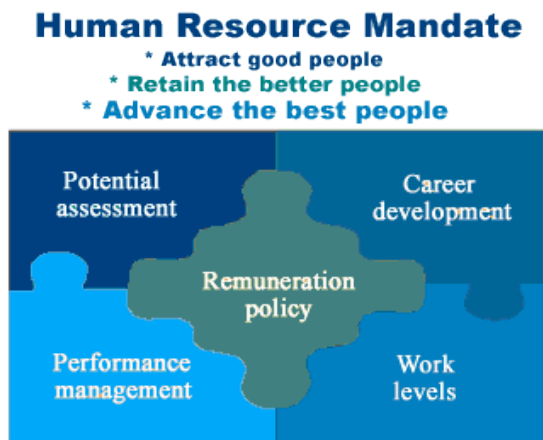 Human Resource Mandate
* Attract good people
* Retain the better people
* Advance the best people
Potential
assessment
Career
development
Remuneration
policy
Performance
management
Work
levels